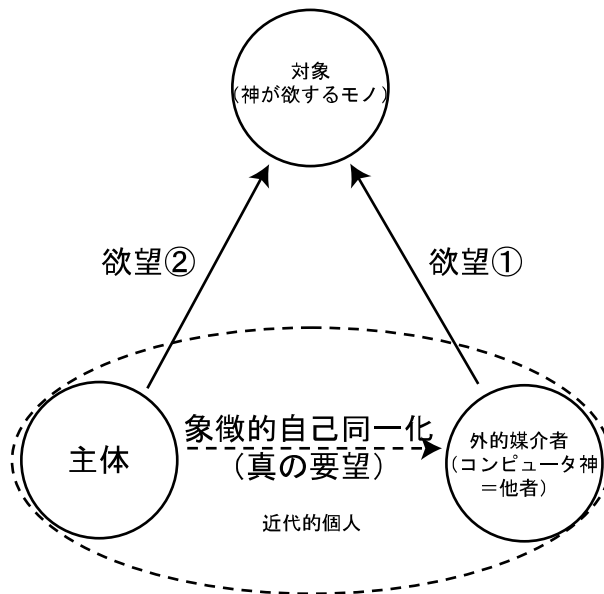 対象
(神が欲するモノ)
欲望②
欲望①
象徴的自己同一化
(真の要望)
主体
外的媒介者
(コンピュータ神
=他者)
近代的個人